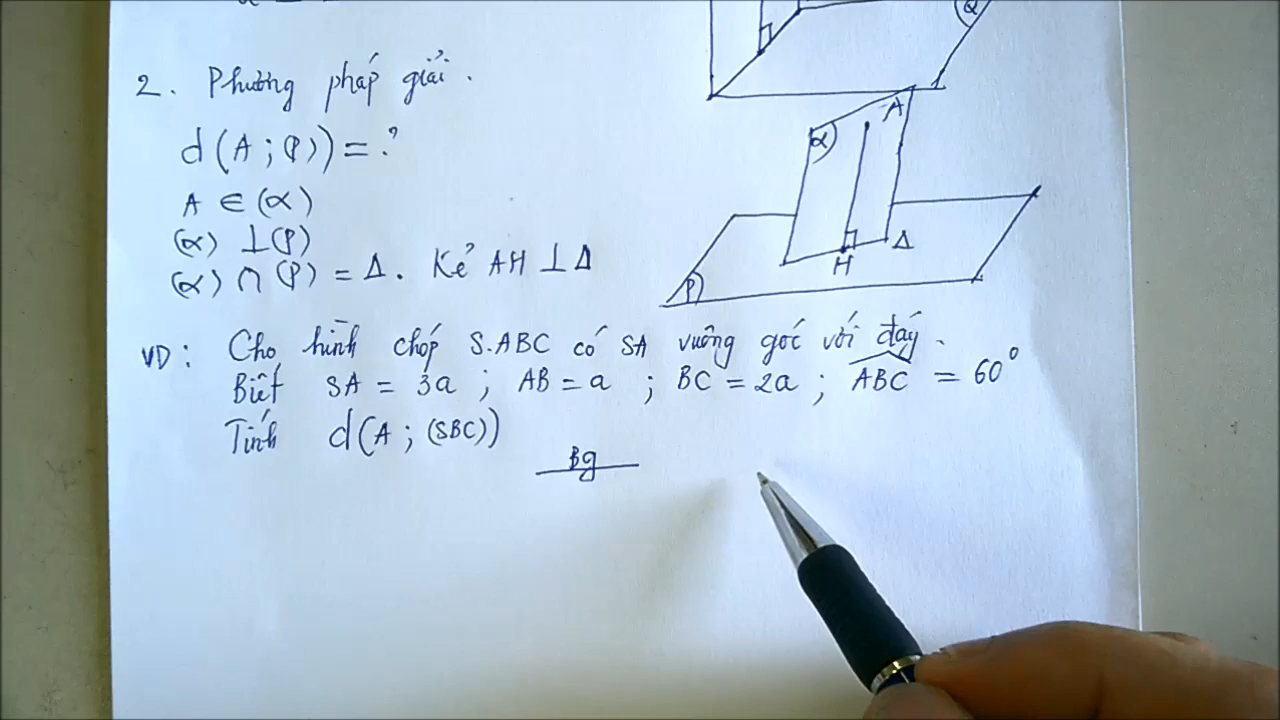 2. Phương pháp giải.
d(A; (P)) = ?
A ∈ (α)
(α) ⊥ (P)
(α) ∩ (P) = Δ. Kẻ AH ⊥ Δ
VD: Cho hình chóp S.ABC có SA vuông góc với đáy.
Biết SA = 3a ; AB = a ; BC = 2a ; \widehat{ABC} = 60°
Tính d(A ; (SBC))
Bg
α
A
α
Δ
H
P